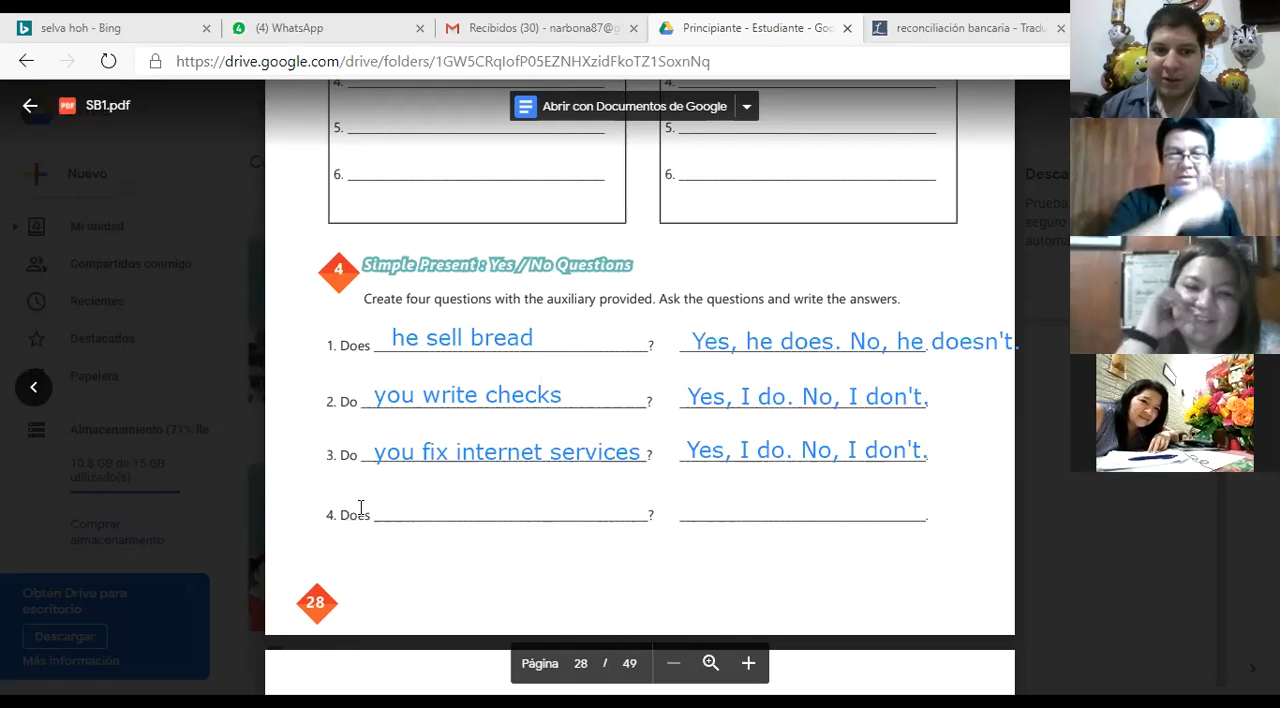 selva hoh - Bing
(4) WhatsApp
Recibidos (30) - narbona87@g
Principiante - Estudiante - Goo
reconciliación bancaria - Tradu
https://drive.google.com/drive/folders/1GW5CRqlOfP05EZNHXzidFkoTZ1SoxnNq
SB1.pdf
Abrir con Documentos de Google
Nuevo
Mi unidad
Compartidos conmigo
Recientes
Destacados
Papelera
Almacenamiento (71% lle
10.8 GB de 15 GB
utilizado(s)
Comprar
almacenamiento
Obtén Drive para
escritorio
Descargar
Más información
4.
4.
5.
5.
6.
6.
4
Simple Present : Yes / No Questions
Create four questions with the auxiliary provided. Ask the questions and write the answers.
1. Does he sell bread ? Yes, he does. No, he doesn't.
2. Do you write checks ? Yes, I do. No, I don't.
3. Do you fix internet services ? Yes, I do. No, I don't.
4. Does ? .
28
Página 28 / 49
Desca
Prueba
seguro
automa